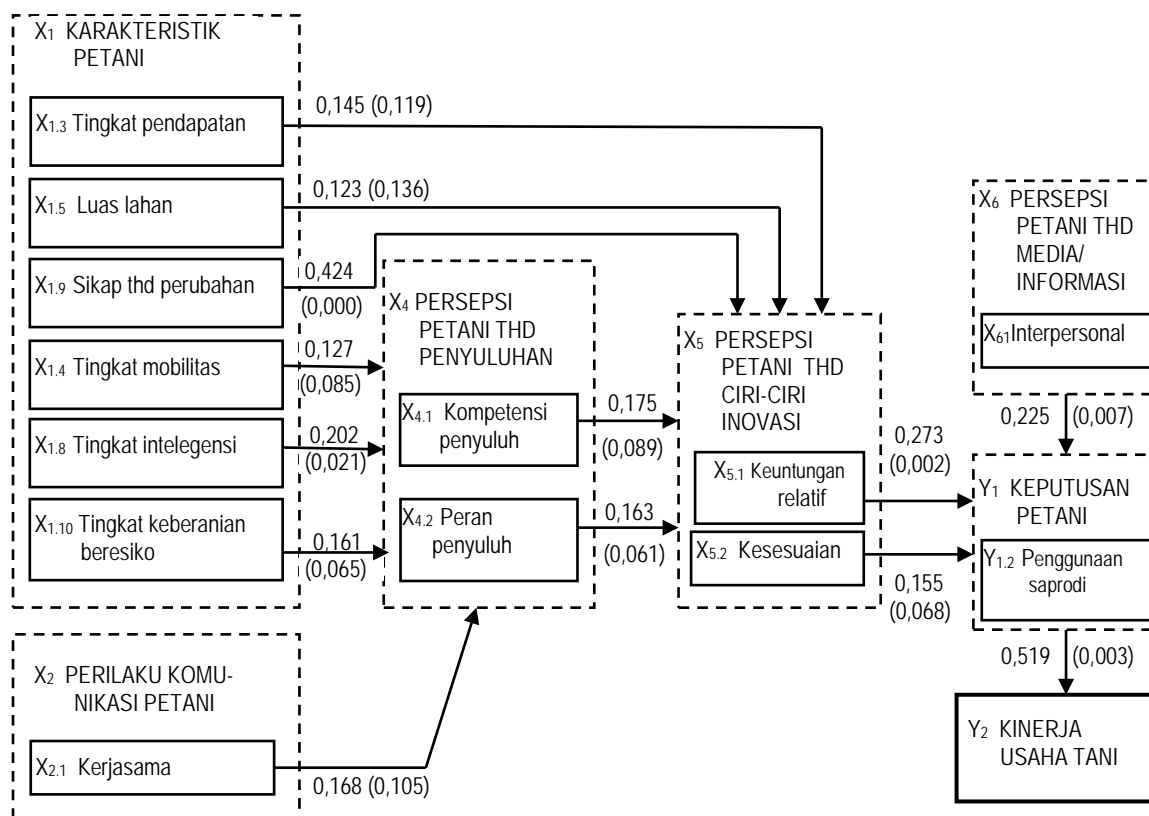 X1 KARAKTERISTIK
PETANI
X1.3 Tingkat pendapatan
0,145 (0,119)
X1.5 Luas lahan
0,123 (0,136)
X1.9 Sikap thd perubahan
0,424
(0,000)
X1.4 Tingkat mobilitas
0,127
(0,085)
X1.8 Tingkat intelegensi
0,202
(0,021)
X1.10 Tingkat keberanian
beresiko
0,161
(0,065)
X2 PERILAKU KOMU-
NIKASI PETANI
X2.1 Kerjasama
0,168 (0,105)
X4 PERSEPSI
PETANI THD
PENYULUHAN
X4.1 Kompetensi
penyuluh
0,175
(0,089)
X4.2 Peran
penyuluh
0,163
(0,061)
X5 PERSEPSI
PETANI THD
CIRI-CIRI
INOVASI
X5.1 Keuntungan
relatif
0,273
(0,002)
X5.2 Kesesuaian
0,155
(0,068)
X6 PERSEPSI
PETANI THD
MEDIA/
INFORMASI
X61Interpersonal
0,225 (0,007)
Y1 KEPUTUSAN
PETANI
Y1.2 Penggunaan
saprodi
0,519 (0,003)
Y2 KINERJA
USAHA TANI